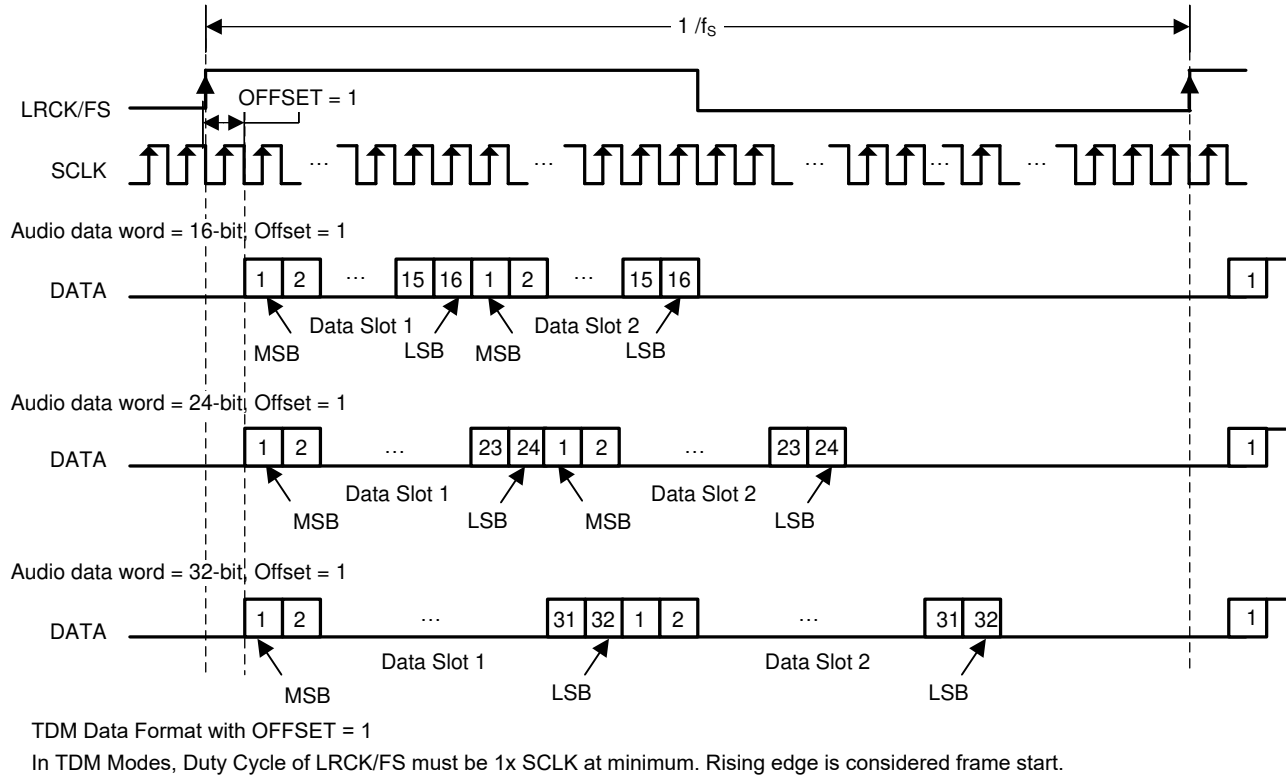 1 /fS
LRCK/FS
OFFSET = 1
SCLK
... ... ... ... ...
Audio data word = 16-bit, Offset = 1
DATA
1 2 ... 15 16 1 2 ... 15 16 1
Data Slot 1 Data Slot 2
MSB LSB MSB LSB
Audio data word = 24-bit, Offset = 1
DATA
1 2 ... 23 24 1 2 ... 23 24 1
Data Slot 1 Data Slot 2
MSB LSB MSB LSB
Audio data word = 32-bit, Offset = 1
DATA
1 2 ... 31 32 1 2 ... 31 32 1
Data Slot 1 Data Slot 2
MSB LSB LSB
TDM Data Format with OFFSET = 1
In TDM Modes, Duty Cycle of LRCK/FS must be 1x SCLK at minimum. Rising edge is considered frame start.